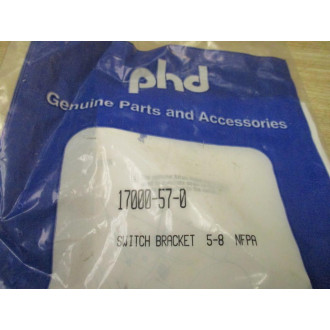 phd
Genuine Parts and Accessories
17000-57-0
SWITCH BRACKET 5-8 NFPA